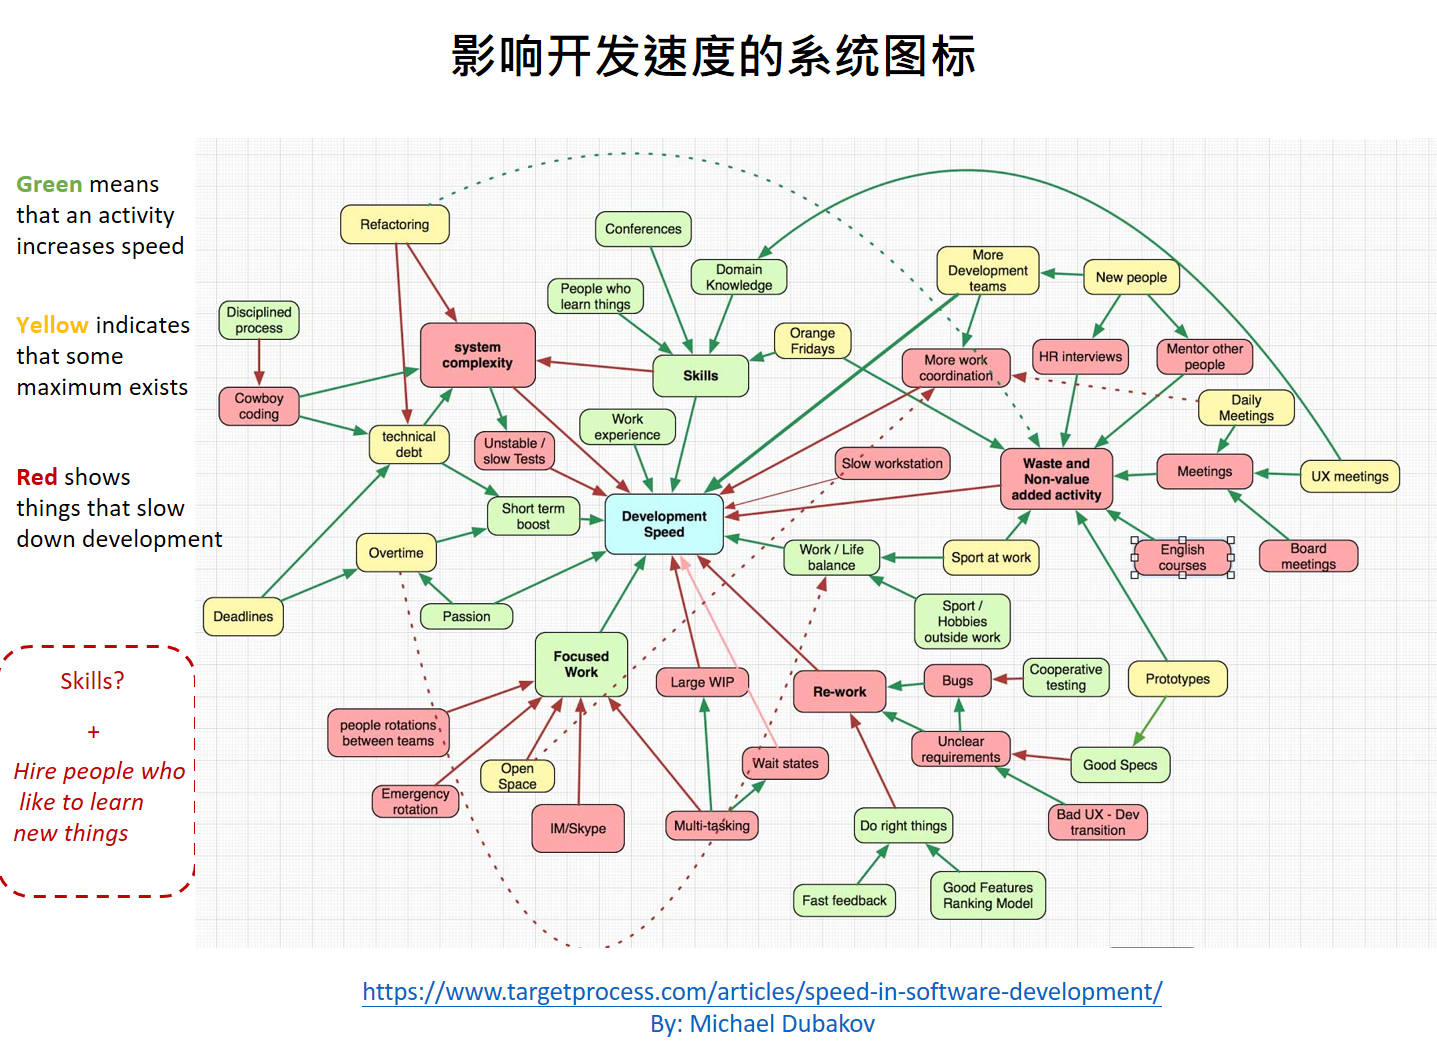 影响开发速度的系统图标
Green means
that an activity
increases speed
Yellow indicates
that some
maximum exists
Red shows
things that slow
down development
Skills?
+
Hire people who
like to learn
new things
Refactoring
Conferences
Domain
Knowledge
People who
learn things
More
Development
teams
New people
Disciplined
process
system
complexity
Orange
Fridays
Skills
More work
coordination
HR interviews
Mentor other
people
Cowboy
coding
Daily
Meetings
technical
debt
Unstable /
slow Tests
Work
experience
Slow workstation
Waste and
Non-value
added activity
Meetings
UX meetings
Short term
boost
Development
Speed
Overtime
Work / Life
balance
Sport at work
English
courses
Board
meetings
Deadlines
Passion
Sport /
Hobbies
outside work
Focused
Work
Large WIP
Re-work
Bugs
Cooperative
testing
Prototypes
people rotations
between teams
Open
Space
Wait states
Unclear
requirements
Good Specs
Emergency
rotation
IM/Skype
Multi-tasking
Do right things
Bad UX - Dev
transition
Fast feedback
Good Features
Ranking Model
https://www.targetprocess.com/articles/speed-in-software-development/
By: Michael Dubakov